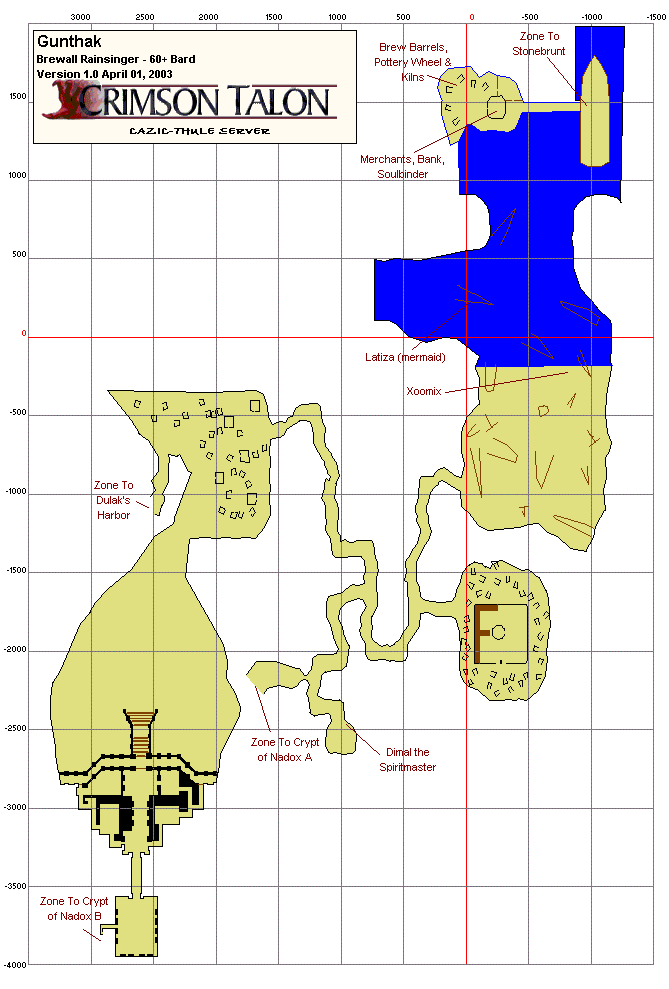 3000
2500
2000
1500
1000
500
0
-500
-1000
-1500
Gunthak
Brewall Rainsinger - 60+ Bard
Version 1.0 April 01, 2003
CRIMSON TALON
CAZIC-THULE SERVER
Brew Barrels,
Pottery Wheel &
Kilns
Zone To
Stonebrunt
Merchants, Bank,
Soulbinder
Latiza (mermaid)
Xoomix
Zone To
Dulak's
Harbor
Zone To Crypt
of Nadox A
Dimal the
Spiritmaster
Zone To Crypt
of Nadox B
1500
1000
500
0
-500
-1000
-1500
-2000
-2500
-3000
-3500
-4000